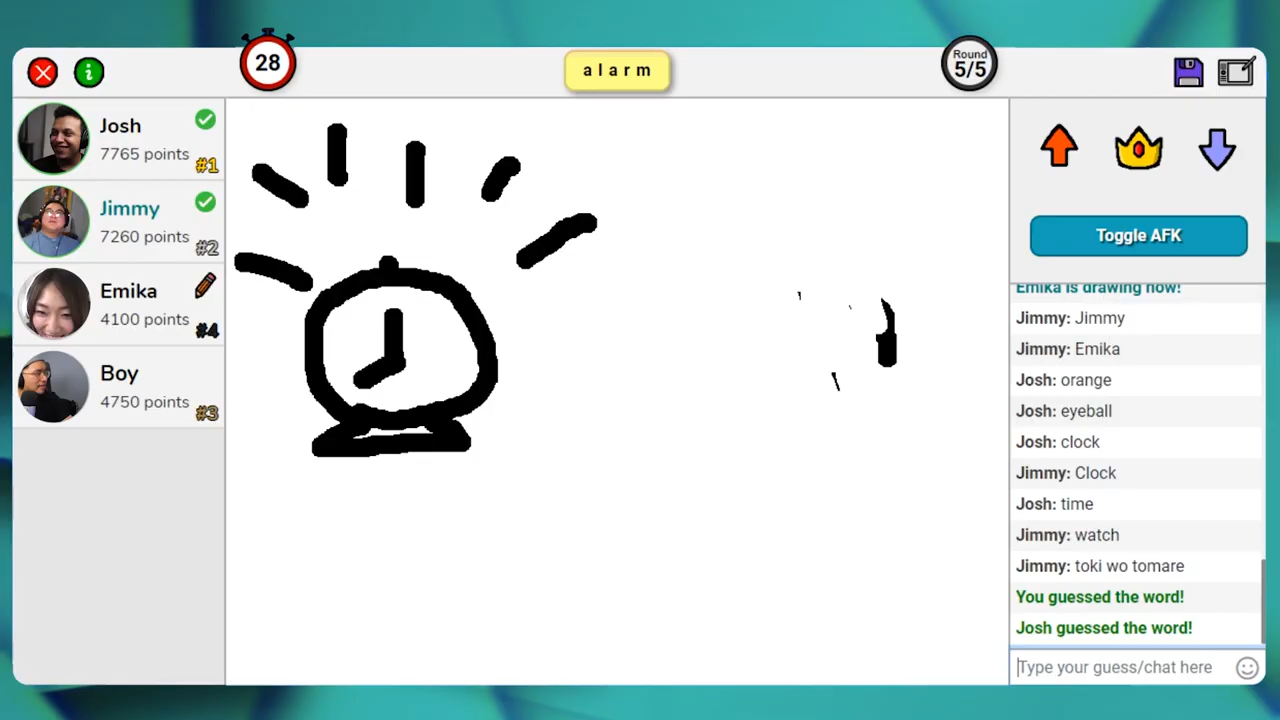 28
alarm
Round
5/5
Josh
7765 points
#1
Jimmy
7260 points
#2
Emika
4100 points
#4
Boy
4750 points
#3
Toggle AFK
Emika is drawing now!
Jimmy: Jimmy
Jimmy: Emika
Josh: orange
Josh: eyeball
Josh: clock
Jimmy: Clock
Josh: time
Jimmy: watch
Jimmy: toki wo tomare
You guessed the word!
Josh guessed the word!
Type your guess/chat here